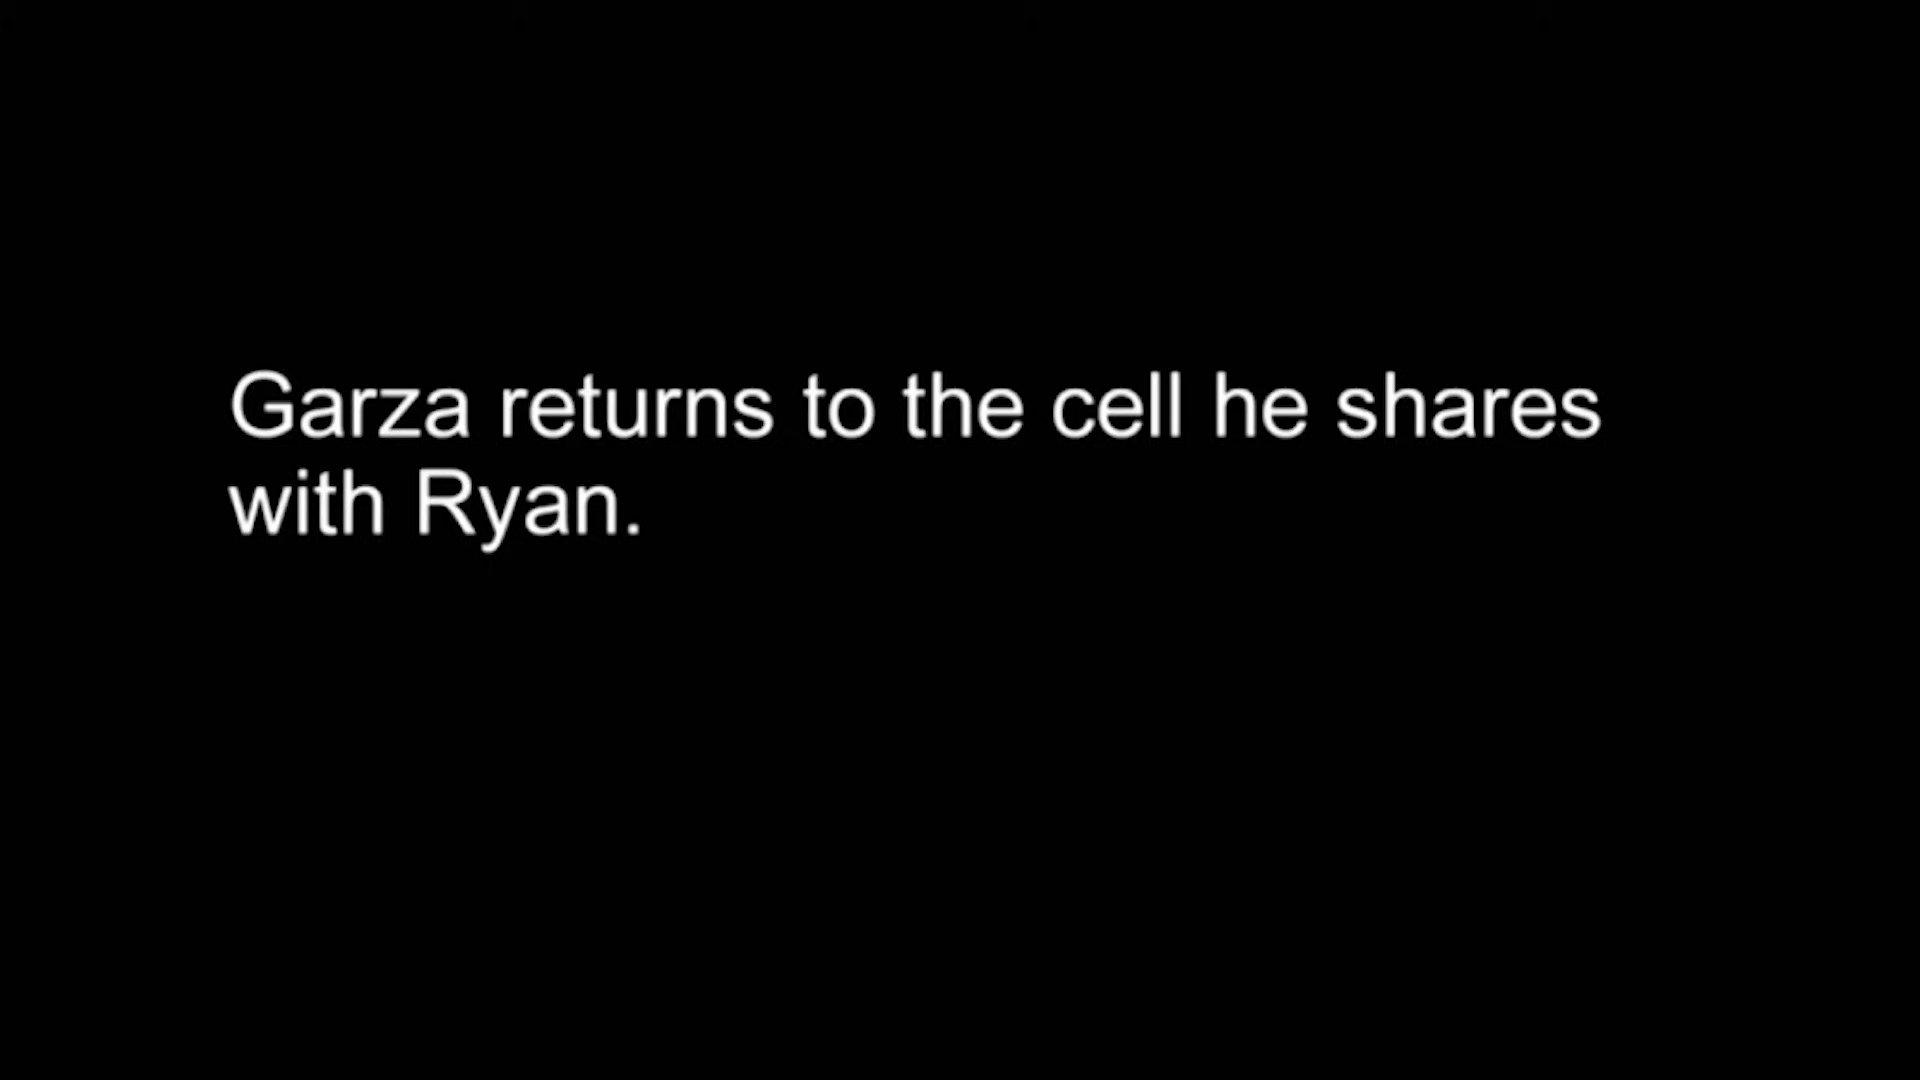 Garza returns to the cell he shares
with Ryan.